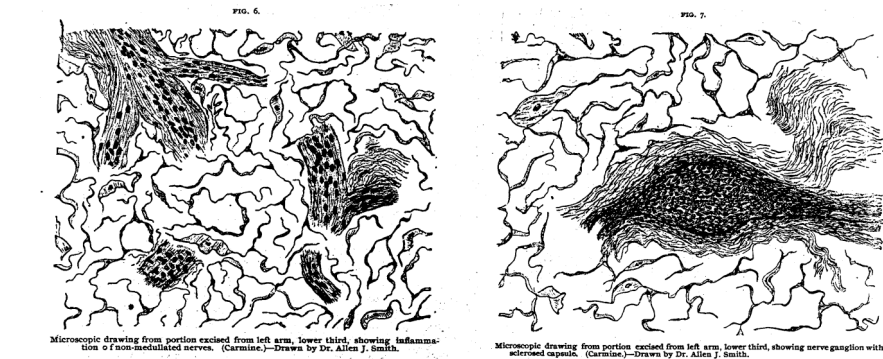 FIG. 6.
Microscopic drawing from portion excised from left arm, lower third, showing inflamma-
tion of non-medullated nerves. (Carmine.)—Drawn by Dr. Allen J. Smith.
FIG. 7.
Microscopic drawing from portion excised from left arm, lower third, showing nerve ganglion with
sclerosed capsule. (Carmine.)—Drawn by Dr. Allen J. Smith.